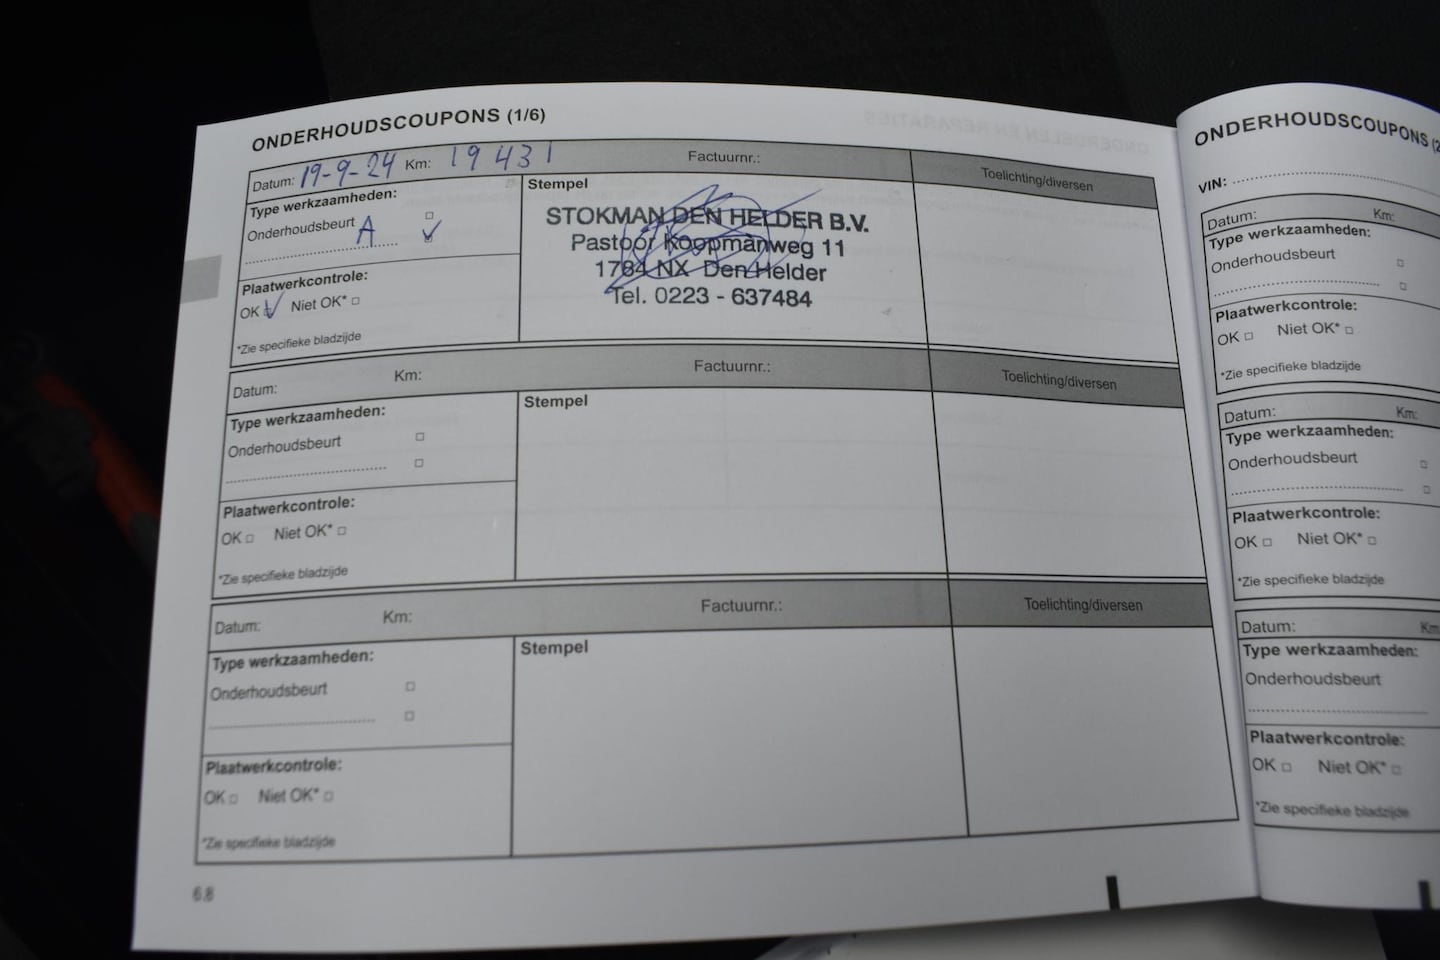 ONDERHOUDSCOUPONS (1/6)
Datum: 19-9-24 Km: 19431 Factuurnr.: Toelichting/diversen
Type werkzaamheden:
Onderhoudsbeurt
A
Plaatwerkcontrole:
OK Niet OK*
*Zie specifieke bladzijde
Stempel
STOKMAN DEN HELDER B.V.
Pastoor Koopmanweg 11
1784 NX Den Helder
Tel. 0223 - 637484
Datum: Km: Factuurnr.: Toelichting/diversen
Type werkzaamheden:
Onderhoudsbeurt
Plaatwerkcontrole:
OK Niet OK*
*Zie specifieke bladzijde
Stempel
Datum: Km: Factuurnr.: Toelichting/diversen
Type werkzaamheden:
Onderhoudsbeurt
Plaatwerkcontrole:
OK Niet OK*
*Zie specifieke bladzijde
Stempel
6.8
ONDERHOUDSCOUPONS (2
VIN:
Datum: Km:
Type werkzaamheden:
Onderhoudsbeurt
Plaatwerkcontrole:
OK Niet OK*
*Zie specifieke bladzijde
Datum: Km:
Type werkzaamheden:
Onderhoudsbeurt
Plaatwerkcontrole:
OK Niet OK*
*Zie specifieke bladzijde
Datum: Km
Type werkzaamheden:
Onderhoudsbeurt
Plaatwerkcontrole:
OK Niet OK*
*Zie specifieke bladzijde